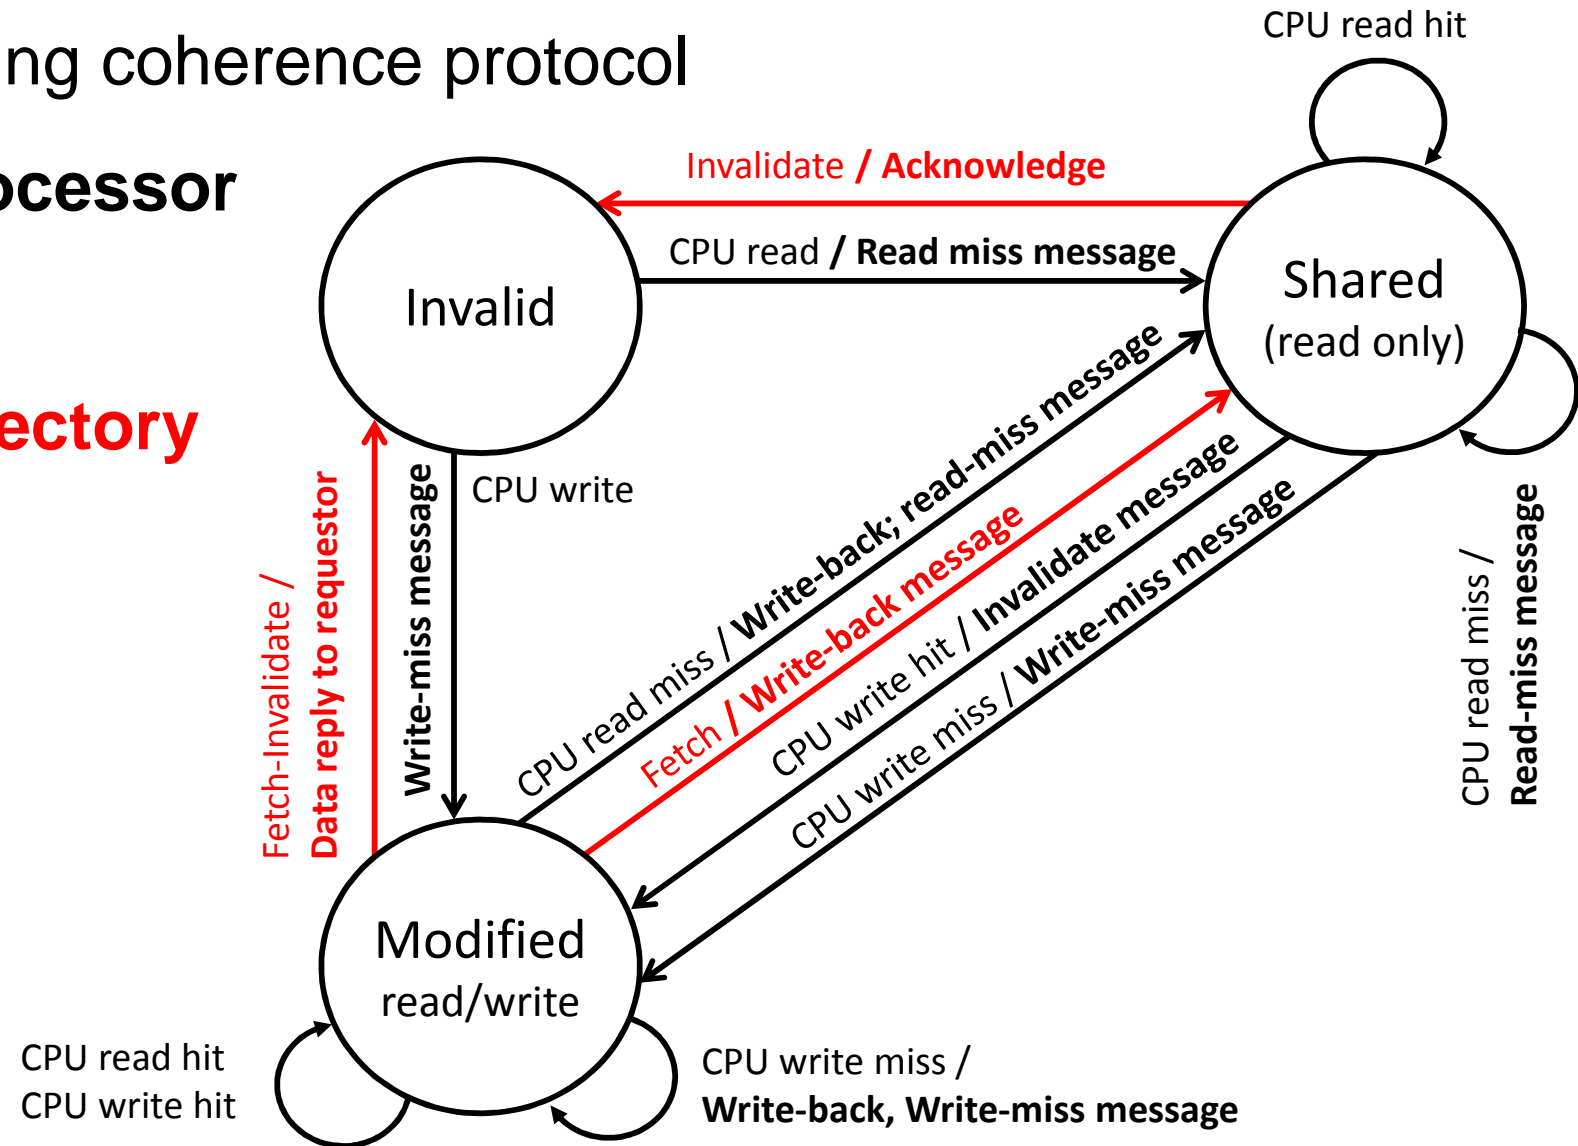 ing coherence protocol
CPU read hit
ocessor
Invalidate / Acknowledge
CPU read / Read miss message
Invalid
Shared
(read only)
ectory
CPU write
Write-miss message
Fetch-Invalidate /
Data reply to requestor
CPU read miss / Write-back; read-miss message
Fetch / Write-back message
CPU write hit / Invalidate message
CPU write miss / Write-miss message
CPU read miss /
Read-miss message
Modified
read/write
CPU read hit
CPU write hit
CPU write miss /
Write-back, Write-miss message